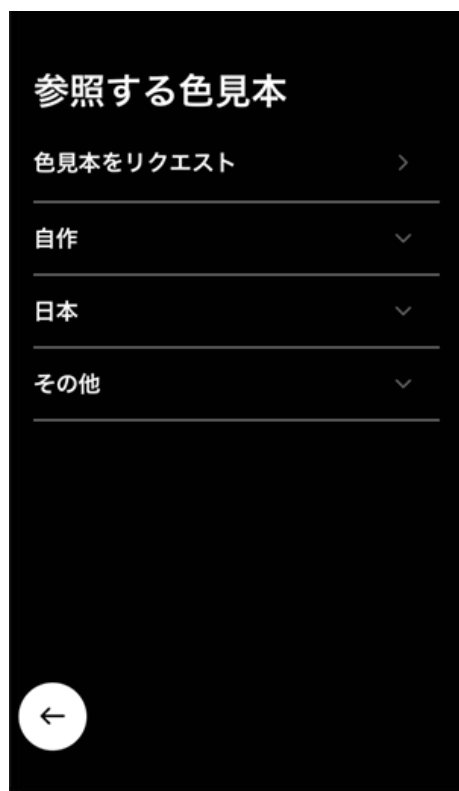 参照する色見本
色見本をリクエスト
自作
日本
その他